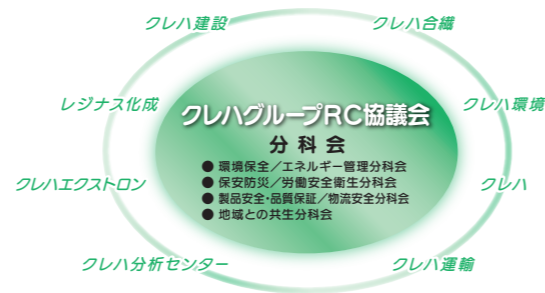 クレハ建設
クレハ合繊
レジナス化成
クレハ環境
クレハエクストロン
クレハ
クレハ分析センター
クレハ運輸
クレハグループRC協議会
分科会
● 環境保全／エネルギー管理分科会
● 保安防災／労働安全衛生分科会
● 製品安全・品質保証／物流安全分科会
● 地域との共生分科会